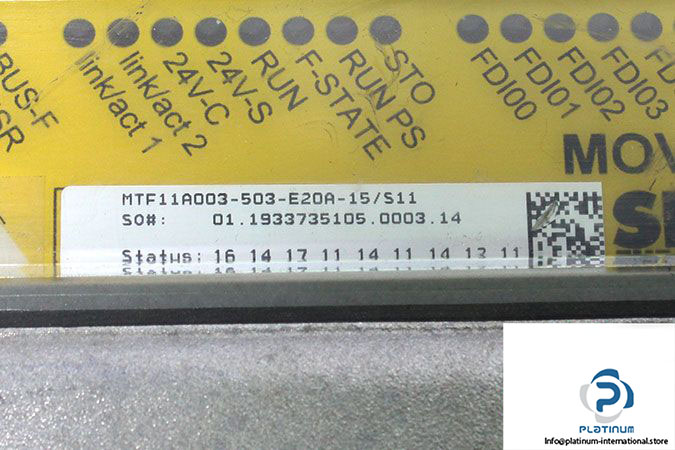 BUS-F
SR
link/act 1
link/act 2
24V-C
24V-S
RUN
F-STATE
RUN PS
STO
FDI00
FDI01
FDI02
FDI03
MOV
MTF11A003-503-E20A-15/S11
SO#: 01.1933735105.0003.14
Status: 16 14 17 11 14 11 14 13 11
PLATINUM
Info@platinum-international.store